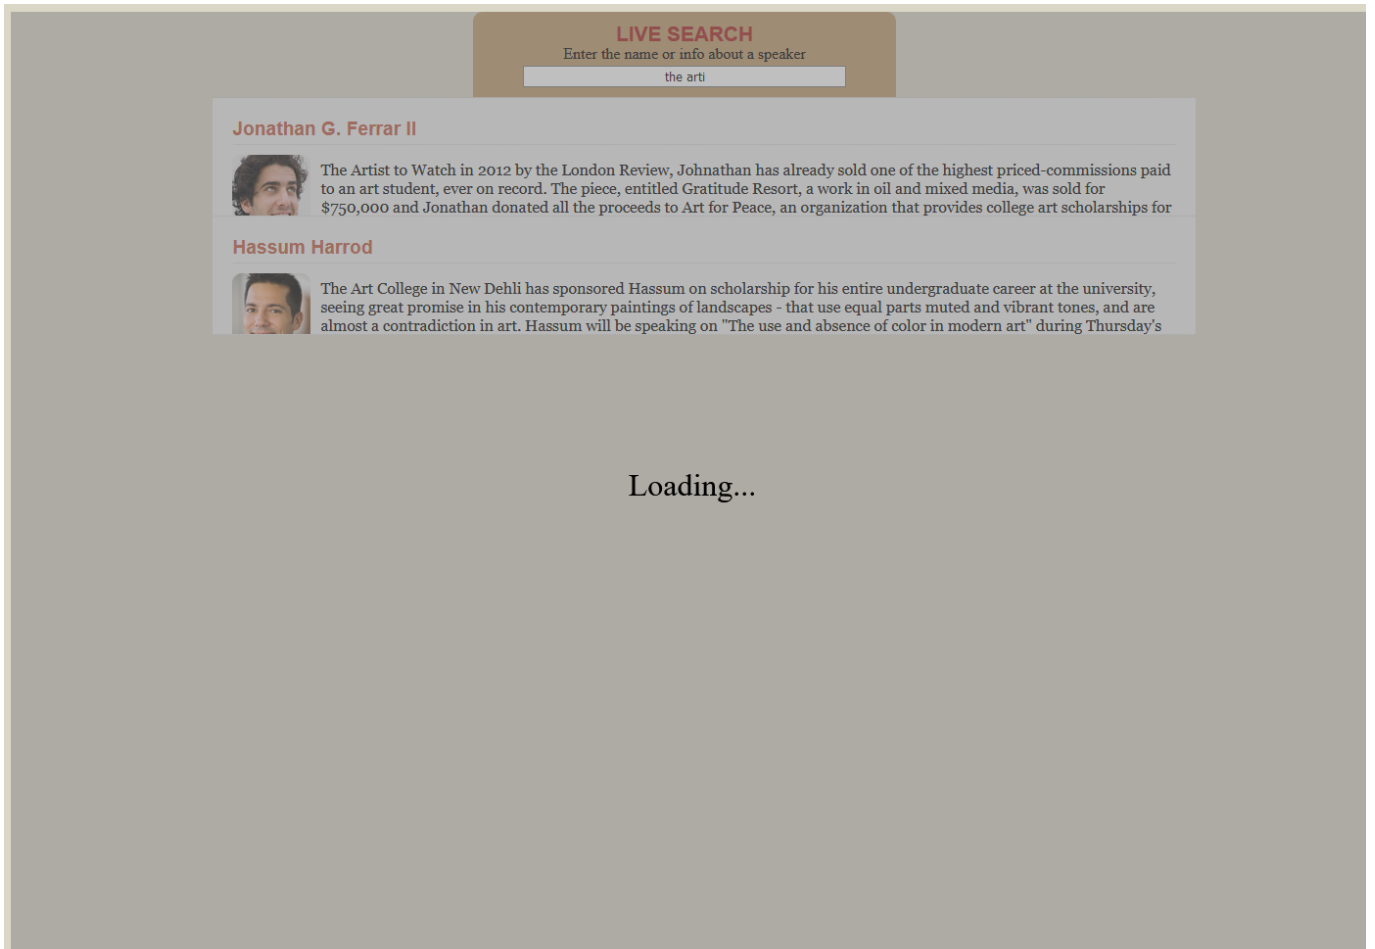 LIVE SEARCH
Enter the name or info about a speaker
the arti
Jonathan G. Ferrar II
The Artist to Watch in 2012 by the London Review, Johnathan has already sold one of the highest priced-commissions paid
to an art student, ever on record. The piece, entitled Gratitude Resort, a work in oil and mixed media, was sold for
$750,000 and Jonathan donated all the proceeds to Art for Peace, an organization that provides college art scholarships for
Hassum Harrod
The Art College in New Dehli has sponsored Hassum on scholarship for his entire undergraduate career at the university,
seeing great promise in his contemporary paintings of landscapes - that use equal parts muted and vibrant tones, and are
almost a contradiction in art. Hassum will be speaking on "The use and absence of color in modern art" during Thursday's
Loading...